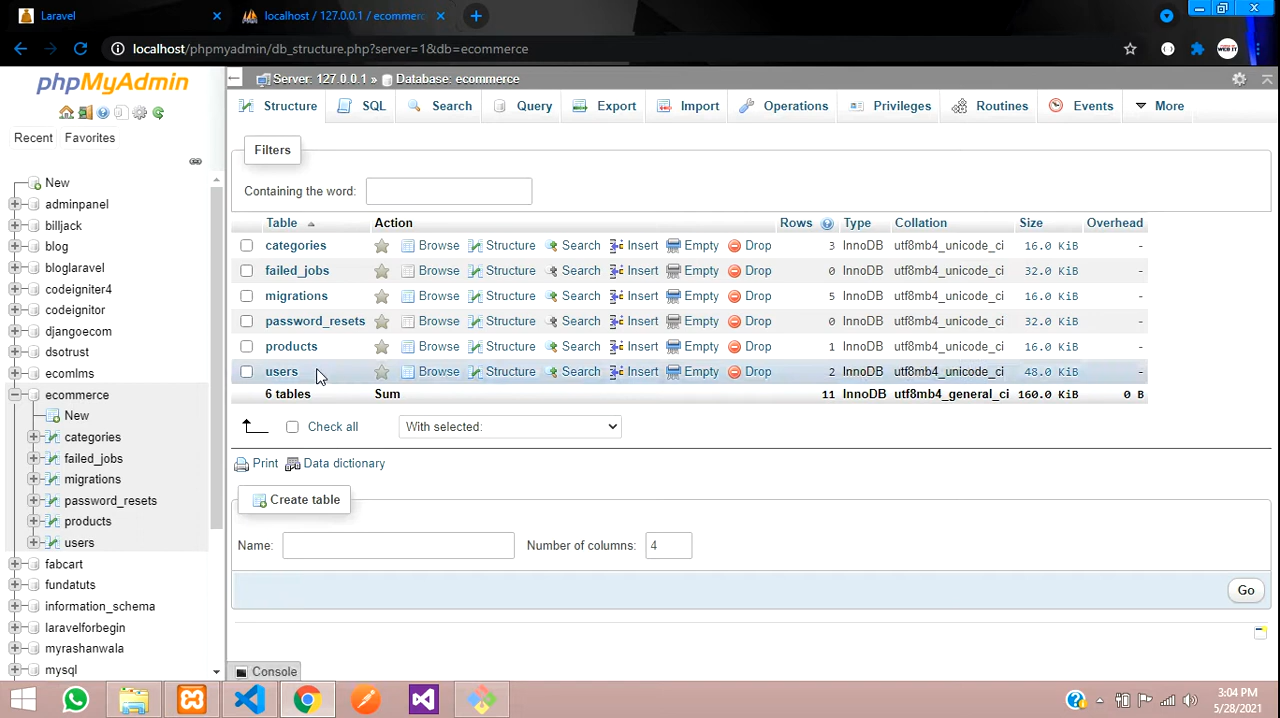 Laravel
localhost / 127.0.0.1 / ecommerc
localhost/phpmyadmin/db_structure.php?server=1&db=ecommerce
phpMyAdmin
Recent Favorites
New
adminpanel
billjack
blog
bloglaravel
codeigniter4
codeignitor
djangoecom
dsotrust
ecomlms
ecommerce
New
categories
failed_jobs
migrations
password_resets
products
users
fabcart
fundatuts
information_schema
laravelforbegin
myrashanwala
mysql
Server: 127.0.0.1 » Database: ecommerce
Structure SQL Search Query Export Import Operations Privileges Routines Events More
Filters
Containing the word:
Table Action Rows Type Collation Size Overhead
categories Browse Structure Search Insert Empty Drop 3 InnoDB utf8mb4_unicode_ci 16.0 KiB -
failed_jobs Browse Structure Search Insert Empty Drop 0 InnoDB utf8mb4_unicode_ci 32.0 KiB -
migrations Browse Structure Search Insert Empty Drop 5 InnoDB utf8mb4_unicode_ci 16.0 KiB -
password_resets Browse Structure Search Insert Empty Drop 0 InnoDB utf8mb4_unicode_ci 32.0 KiB -
products Browse Structure Search Insert Empty Drop 1 InnoDB utf8mb4_unicode_ci 16.0 KiB -
users Browse Structure Search Insert Empty Drop 2 InnoDB utf8mb4_unicode_ci 48.0 KiB -
6 tables Sum 11 InnoDB utf8mb4_general_ci 160.0 KiB 0 B
Check all With selected:
Print Data dictionary
Create table
Name: Number of columns: 4
Go
Console
3:04 PM
5/28/2021